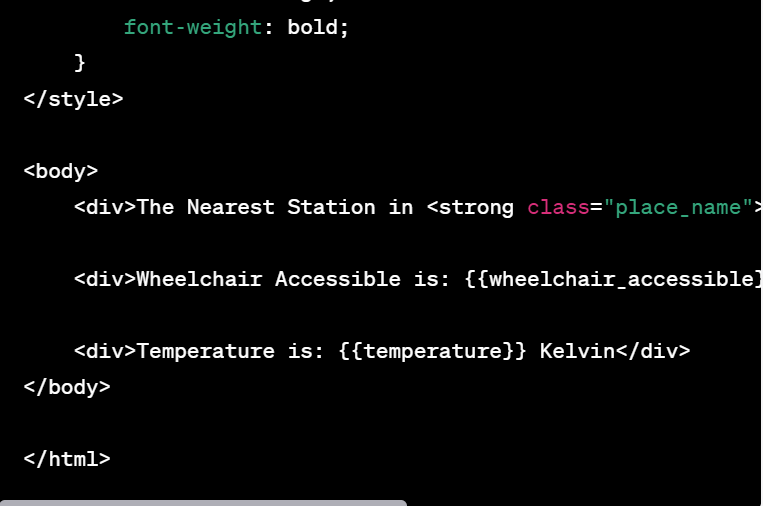 font-weight: bold;
}
</style>
<body>
<div>The Nearest Station in <strong class="place_name">
<div>Wheelchair Accessible is: {{wheelchair_accessible}
<div>Temperature is: {{temperature}} Kelvin</div>
</body>
</html>